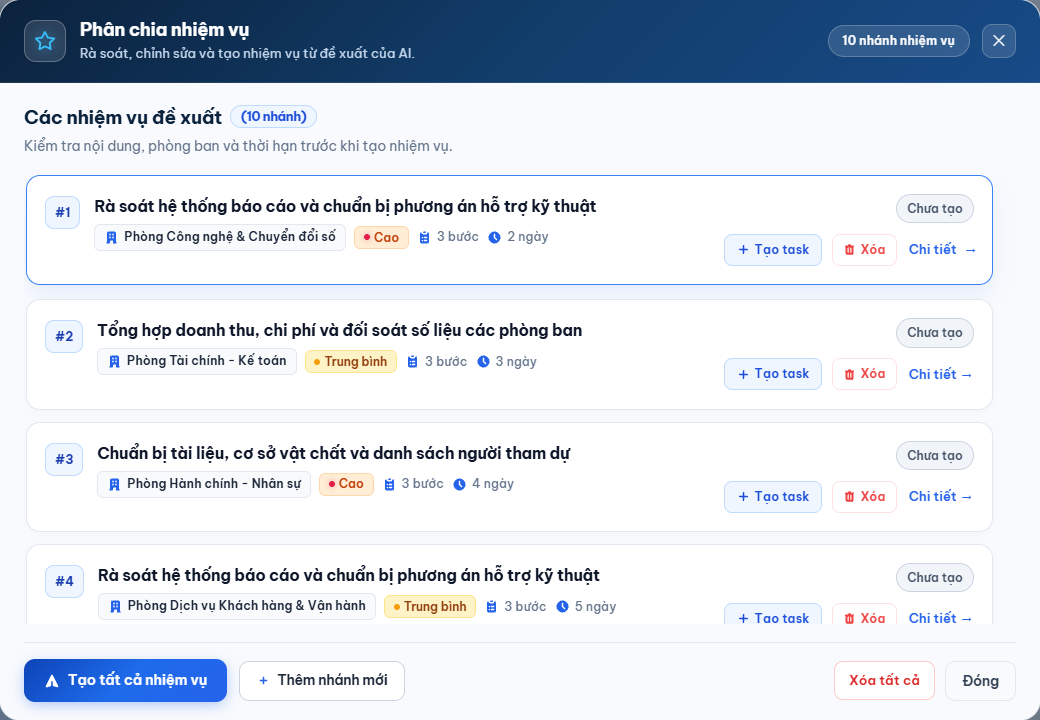 Phân chia nhiệm vụ
Rà soát, chỉnh sửa và tạo nhiệm vụ từ đề xuất của AI.
10 nhánh nhiệm vụ
Các nhiệm vụ đề xuất (10 nhánh)
Kiểm tra nội dung, phòng ban và thời hạn trước khi tạo nhiệm vụ.
#1 Rà soát hệ thống báo cáo và chuẩn bị phương án hỗ trợ kỹ thuật Chưa tạo
Phòng Công nghệ & Chuyển đổi số Cao 3 bước 2 ngày
+ Tạo task Xóa Chi tiết →
#2 Tổng hợp doanh thu, chi phí và đối soát số liệu các phòng ban Chưa tạo
Phòng Tài chính - Kế toán Trung bình 3 bước 3 ngày
+ Tạo task Xóa Chi tiết →
#3 Chuẩn bị tài liệu, cơ sở vật chất và danh sách người tham dự Chưa tạo
Phòng Hành chính - Nhân sự Cao 3 bước 4 ngày
+ Tạo task Xóa Chi tiết →
#4 Rà soát hệ thống báo cáo và chuẩn bị phương án hỗ trợ kỹ thuật Chưa tạo
Phòng Dịch vụ Khách hàng & Vận hành Trung bình 3 bước 5 ngày
+ Tạo task Xóa Chi tiết →
Tạo tất cả nhiệm vụ + Thêm nhánh mới Xóa tất cả Đóng